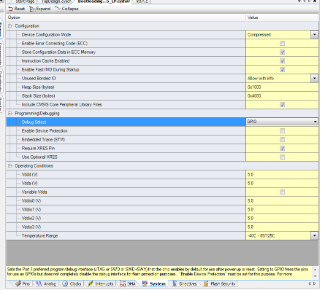 Start Page
Reset Expand Collapse
Option Value
Configuration
Device Configuration Mode Compressed
Enable Error Correcting Code (ECC)
Store Configuration Data in ECC Memory
Instruction Cache Enabled
Enable Fast IMO During Startup
Unused Bonded IO Allow with info
Heap Size (bytes) 0x1000
Stack Size (bytes) 0x4000
Include CMSIS Core Peripheral Library Files
Programming\Debugging
Debug Select GPIO
Enable Device Protection
Embedded Trace (ETM)
Require XRES Pin
Use Optional XRES
Operating Conditions
Vddd (V) 5.0
Vdda (V) 5.0
Variable Vdda
Vddio0 (V) 5.0
Vddio1 (V) 5.0
Vddio2 (V) 5.0
Vddio3 (V) 5.0
Temperature Range -40C - 85/125C
Pins Analog Clocks Interrupts DMA System Directives Flash Security